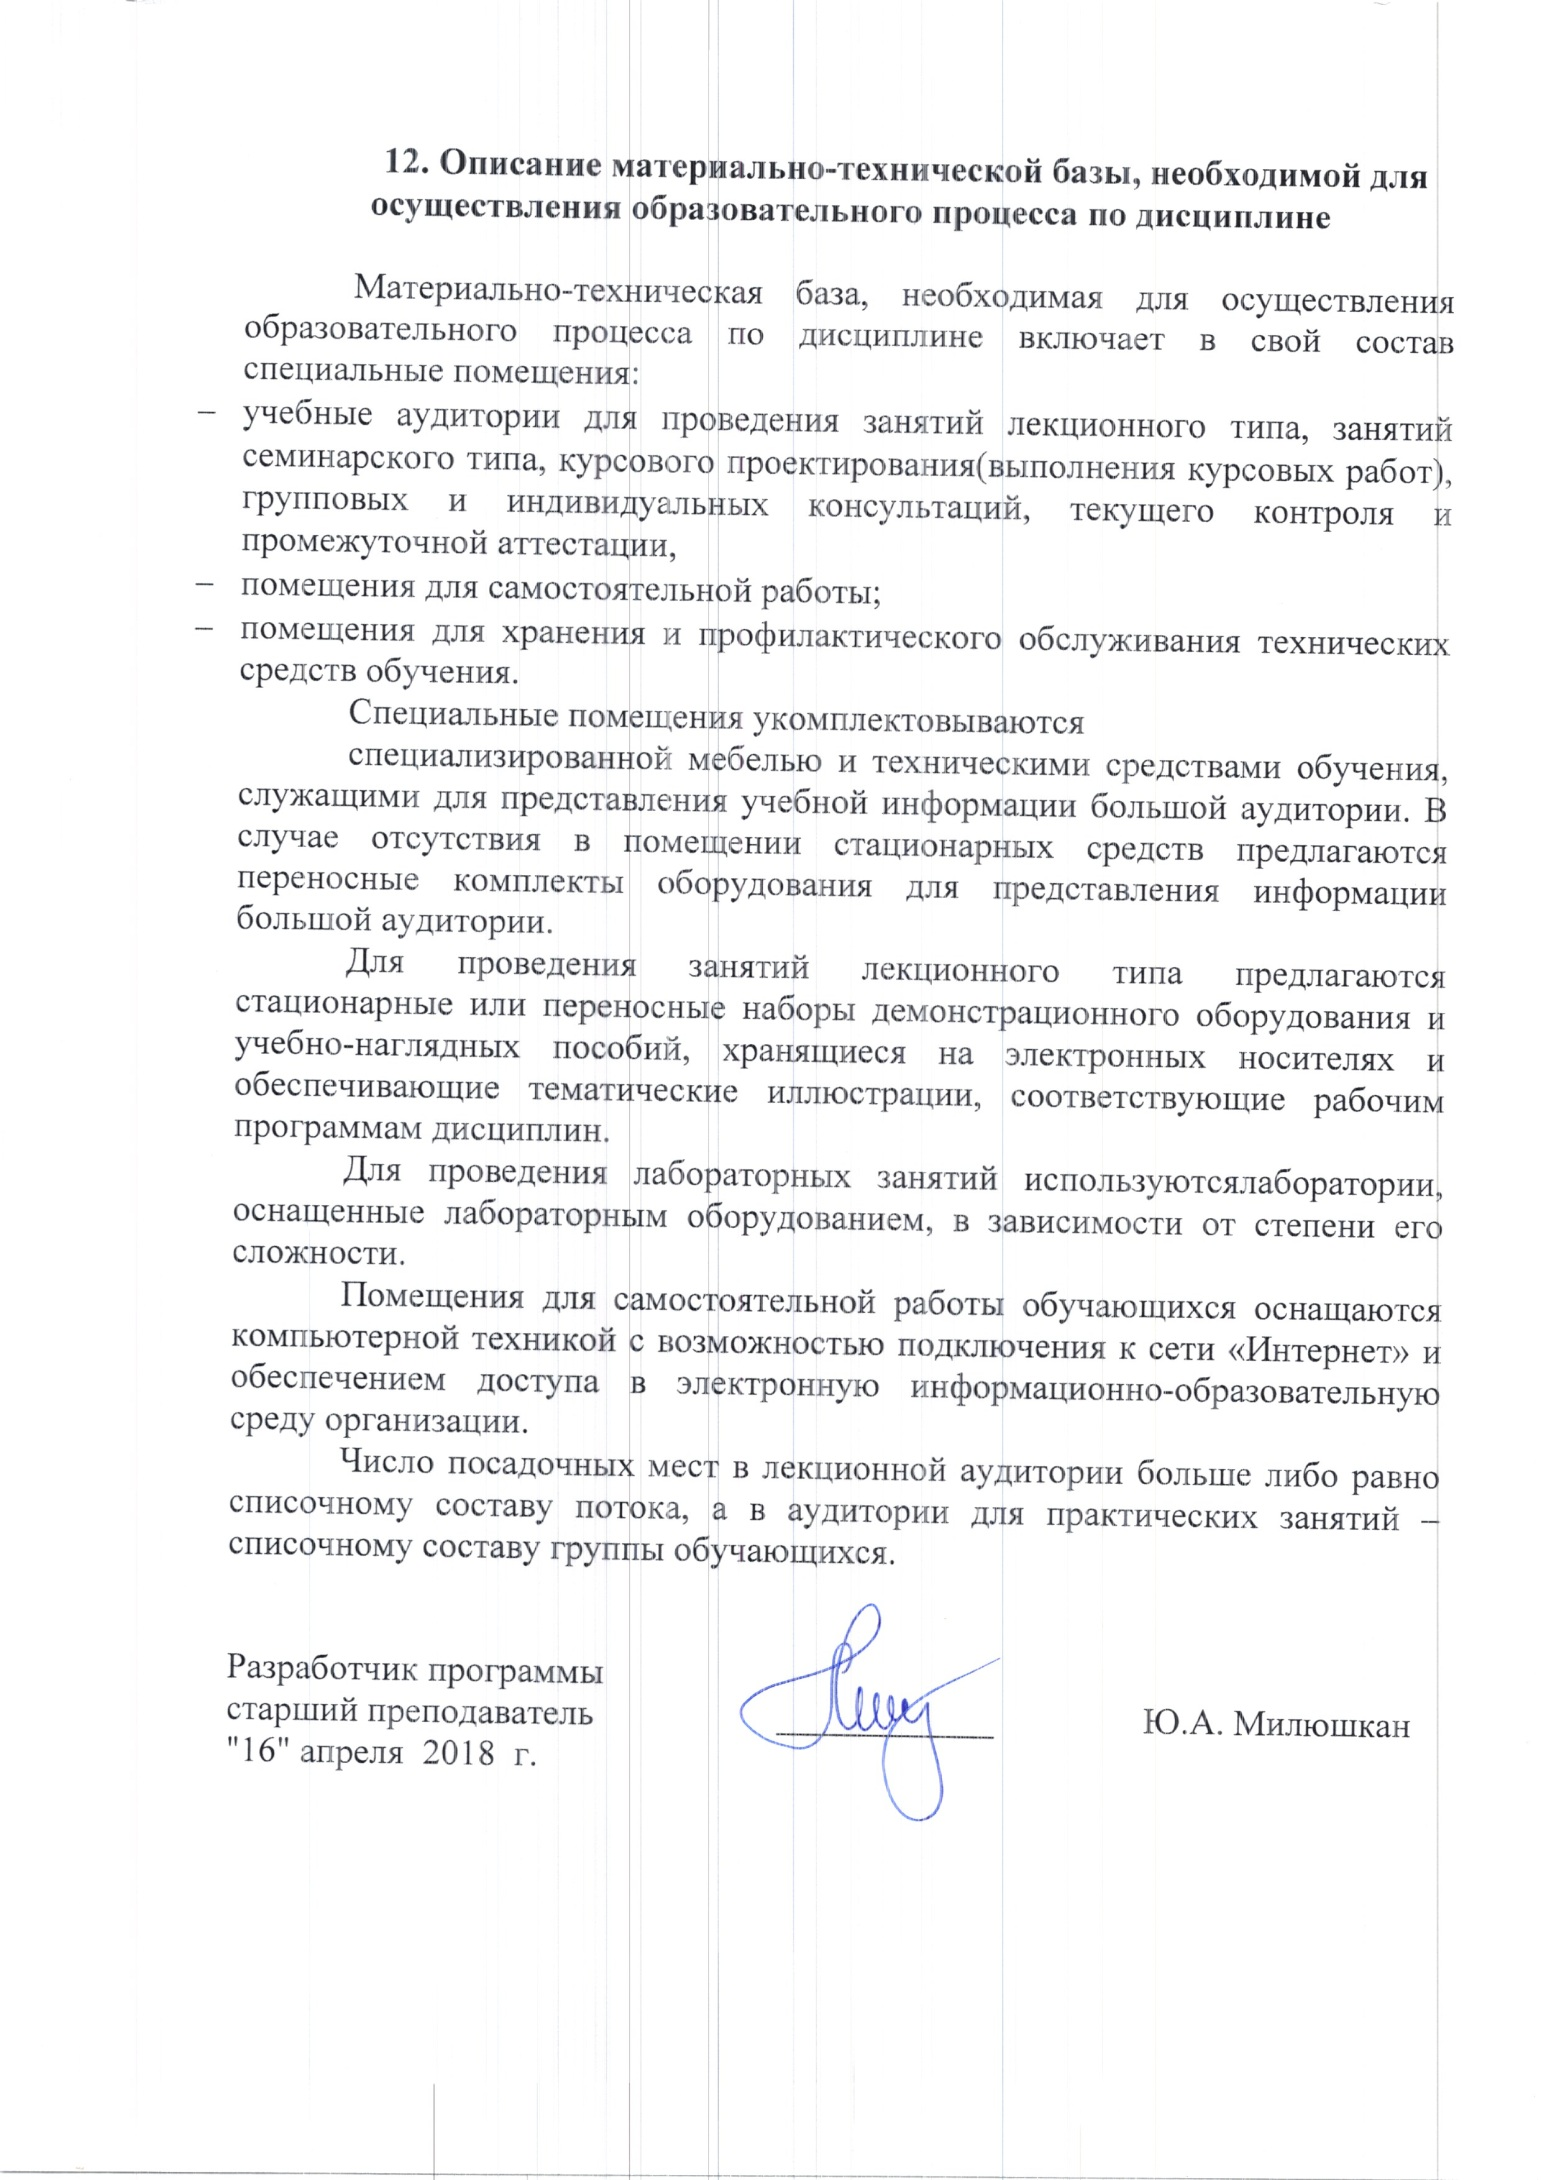 12. Описание материально-технической базы, необходимой для
осуществления образовательного процесса по дисциплине
Материально-техническая база, необходимая для осуществления
образовательного процесса по дисциплине включает в свой состав
специальные помещения:
– учебные аудитории для проведения занятий лекционного типа, занятий
семинарского типа, курсового проектирования(выполнения курсовых работ),
групповых и индивидуальных консультаций, текущего контроля и
промежуточной аттестации,
– помещения для самостоятельной работы;
– помещения для хранения и профилактического обслуживания технических
средств обучения.
Специальные помещения укомплектовываются
специализированной мебелью и техническими средствами обучения,
служащими для представления учебной информации большой аудитории. В
случае отсутствия в помещении стационарных средств предлагаются
переносные комплекты оборудования для представления информации
большой аудитории.
Для проведения занятий лекционного типа предлагаются
стационарные или переносные наборы демонстрационного оборудования и
учебно-наглядных пособий, хранящиеся на электронных носителях и
обеспечивающие тематические иллюстрации, соответствующие рабочим
программам дисциплин.
Для проведения лабораторных занятий используютсялаборатории,
оснащенные лабораторным оборудованием, в зависимости от степени его
сложности.
Помещения для самостоятельной работы обучающихся оснащаются
компьютерной техникой с возможностью подключения к сети «Интернет» и
обеспечением доступа в электронную информационно-образовательную
среду организации.
Число посадочных мест в лекционной аудитории больше либо равно
списочному составу потока, а в аудитории для практических занятий –
списочному составу группы обучающихся.
Разработчик программы
старший преподаватель Ю.А. Милюшкан
"16" апреля 2018 г.